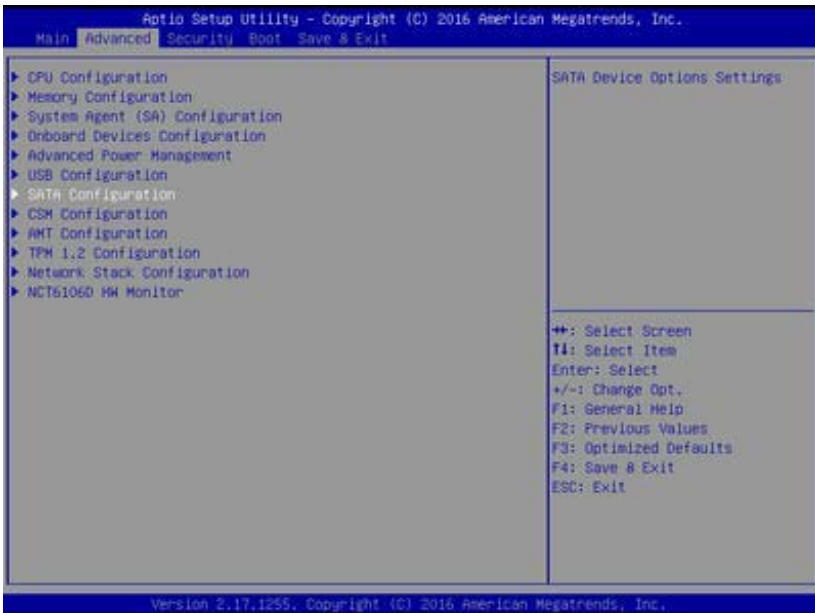 Aptio Setup Utility - Copyright (C) 2016 American Megatrends, Inc.
Main Advanced Security Boot Save & Exit
CPU Configuration
Memory Configuration
System Agent (SA) Configuration
Onboard Devices Configuration
Advanced Power Management
USB Configuration
SATA Configuration
CSM Configuration
AMT Configuration
TPM 1.2 Configuration
Network Stack Configuration
NCT6106D HW Monitor
SATA Device Options Settings
→←: Select Screen
↑↓: Select Item
Enter: Select
+/-: Change Opt.
F1: General Help
F2: Previous Values
F3: Optimized Defaults
F4: Save & Exit
ESC: Exit
Version 2.17.1255. Copyright (C) 2016 American Megatrends, Inc.